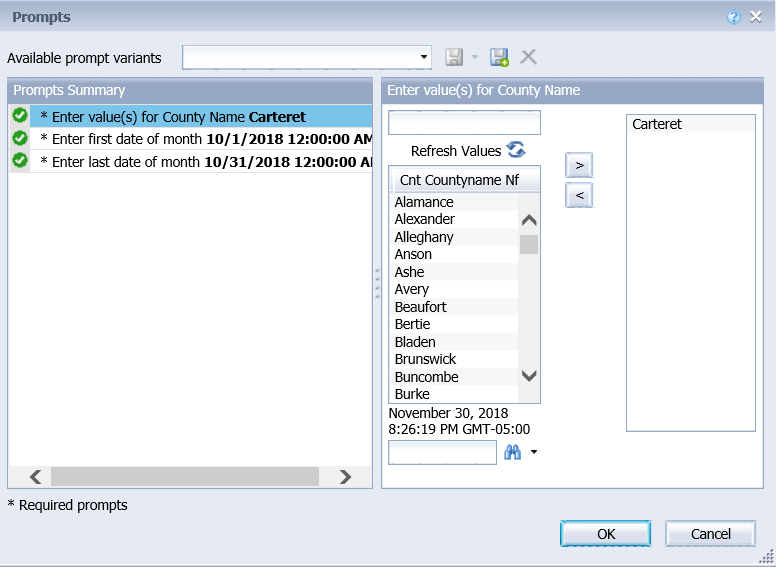 Prompts
Available prompt variants
Prompts Summary
* Enter value(s) for County Name Carteret
* Enter first date of month 10/1/2018 12:00:00 AM
* Enter last date of month 10/31/2018 12:00:00 AM
Enter value(s) for County Name
Refresh Values
Cnt Countyname Nf
Alamance
Alexander
Alleghany
Anson
Ashe
Avery
Beaufort
Bertie
Bladen
Brunswick
Buncombe
Burke
November 30, 2018
8:26:19 PM GMT-05:00
>
<
Carteret
* Required prompts
OK
Cancel